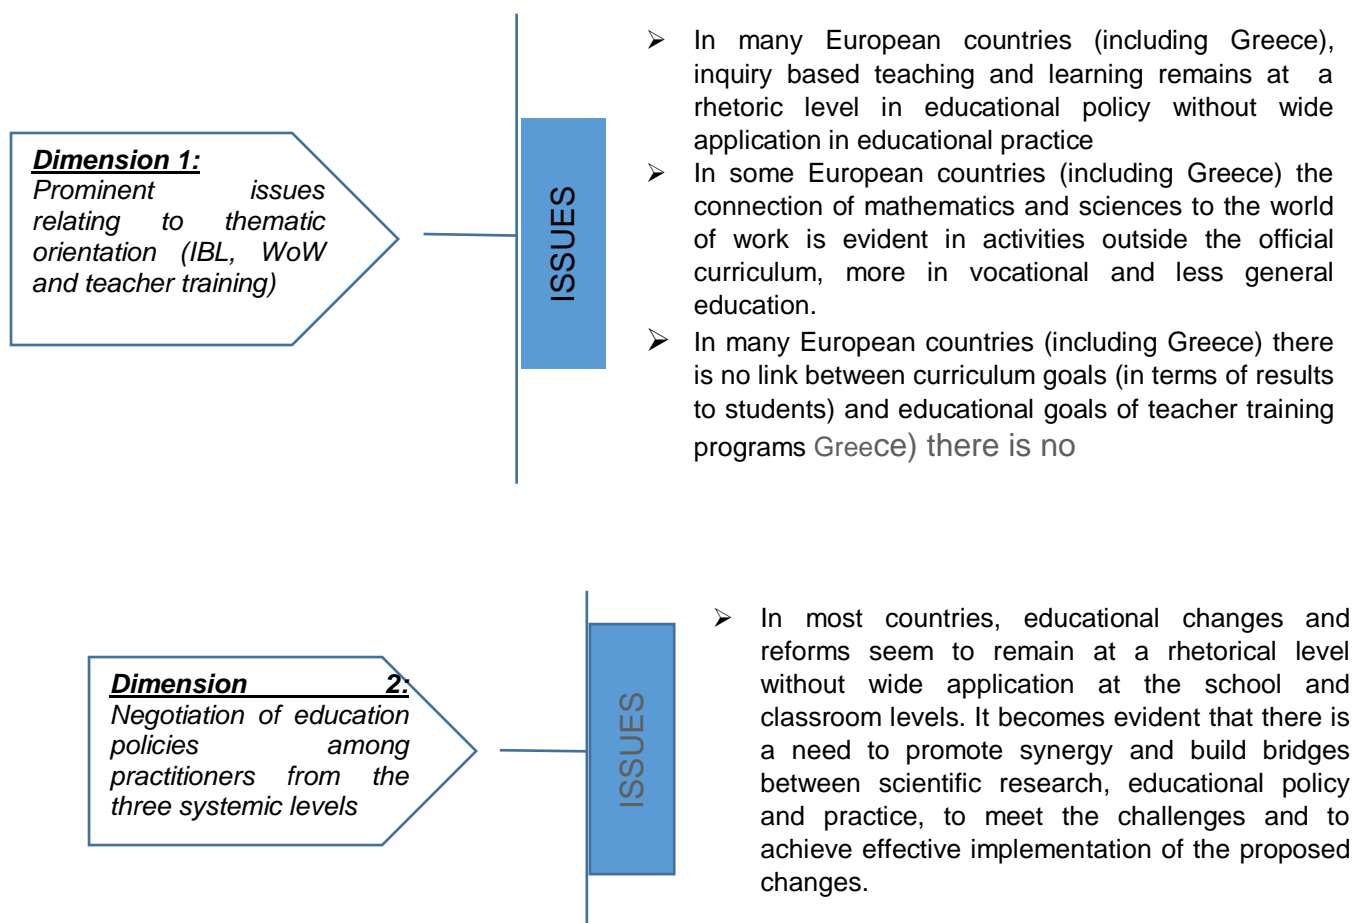 Dimension 1:
Prominent issues
relating to thematic
orientation (IBL, WoW
and teacher training)
ISSUES
➢ In many European countries (including Greece),
inquiry based teaching and learning remains at a
rhetoric level in educational policy without wide
application in educational practice
➢ In some European countries (including Greece) the
connection of mathematics and sciences to the world
of work is evident in activities outside the official
curriculum, more in vocational and less general
education.
➢ In many European countries (including Greece) there
is no link between curriculum goals (in terms of results
to students) and educational goals of teacher training
programs Greece) there is no
Dimension 2:
Negotiation of education
policies among
practitioners from the
three systemic levels
ISSUES
➢ In most countries, educational changes and
reforms seem to remain at a rhetorical level
without wide application at the school and
classroom levels. It becomes evident that there is
a need to promote synergy and build bridges
between scientific research, educational policy
and practice, to meet the challenges and to
achieve effective implementation of the proposed
changes.